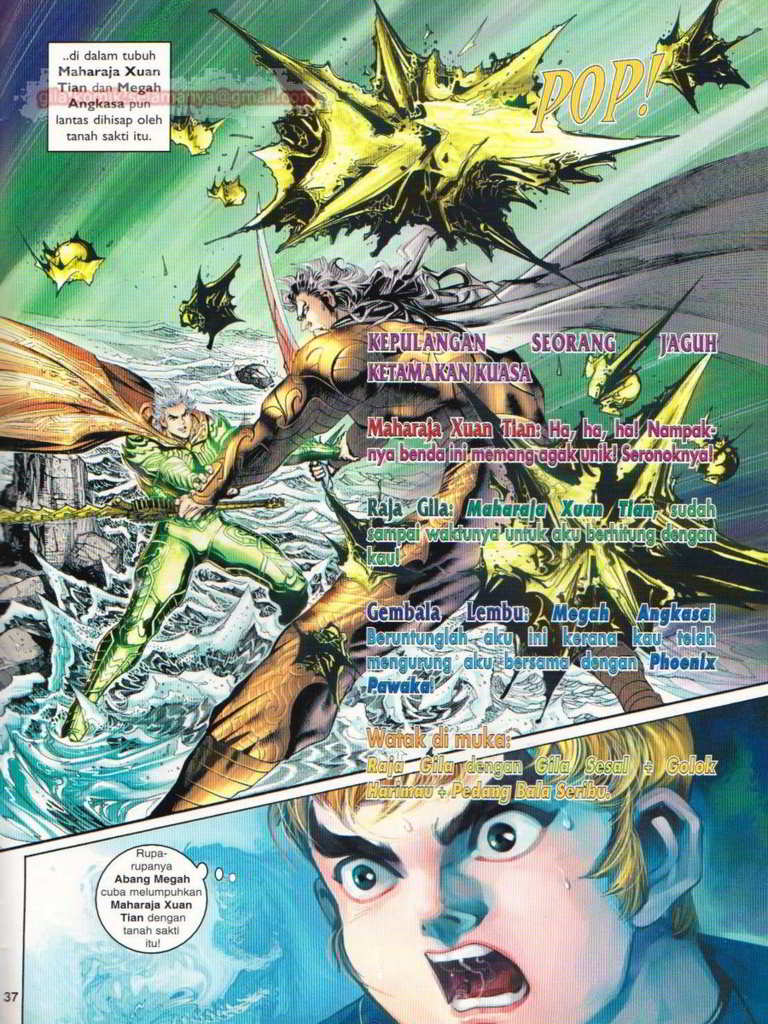 ..di dalam tubuh
Maharaja Xuan
Tian dan Megah
Angkasa pun
lantas dihisap oleh
tanah sakti itu.
POP!
KEPULANGAN SEORANG JAGUH
KETAMAKAN KUASA
Maharaja Xuan Tian: Ha, ha, ha! Nampak-
nya benda ini memang agak unik! Seronoknya!
Raja Gila: Maharaja Xuan Tian, sudah
sampai waktunya untuk aku berhitung dengan
kau!
Gembala Lembu: Megah Angkasa!
Beruntunglah aku ini kerana kau telah
mengurung aku bersama dengan Phoenix
Pawaka!
Watak di muka:
Raja Gila dengan Gila Sesal + Golok
Harimau + Pedang Bala Seribu.
Rupa-
rupanya
Abang Megah
cuba melumpuhkan
Maharaja Xuan
Tian dengan
tanah sakti
itu!
37